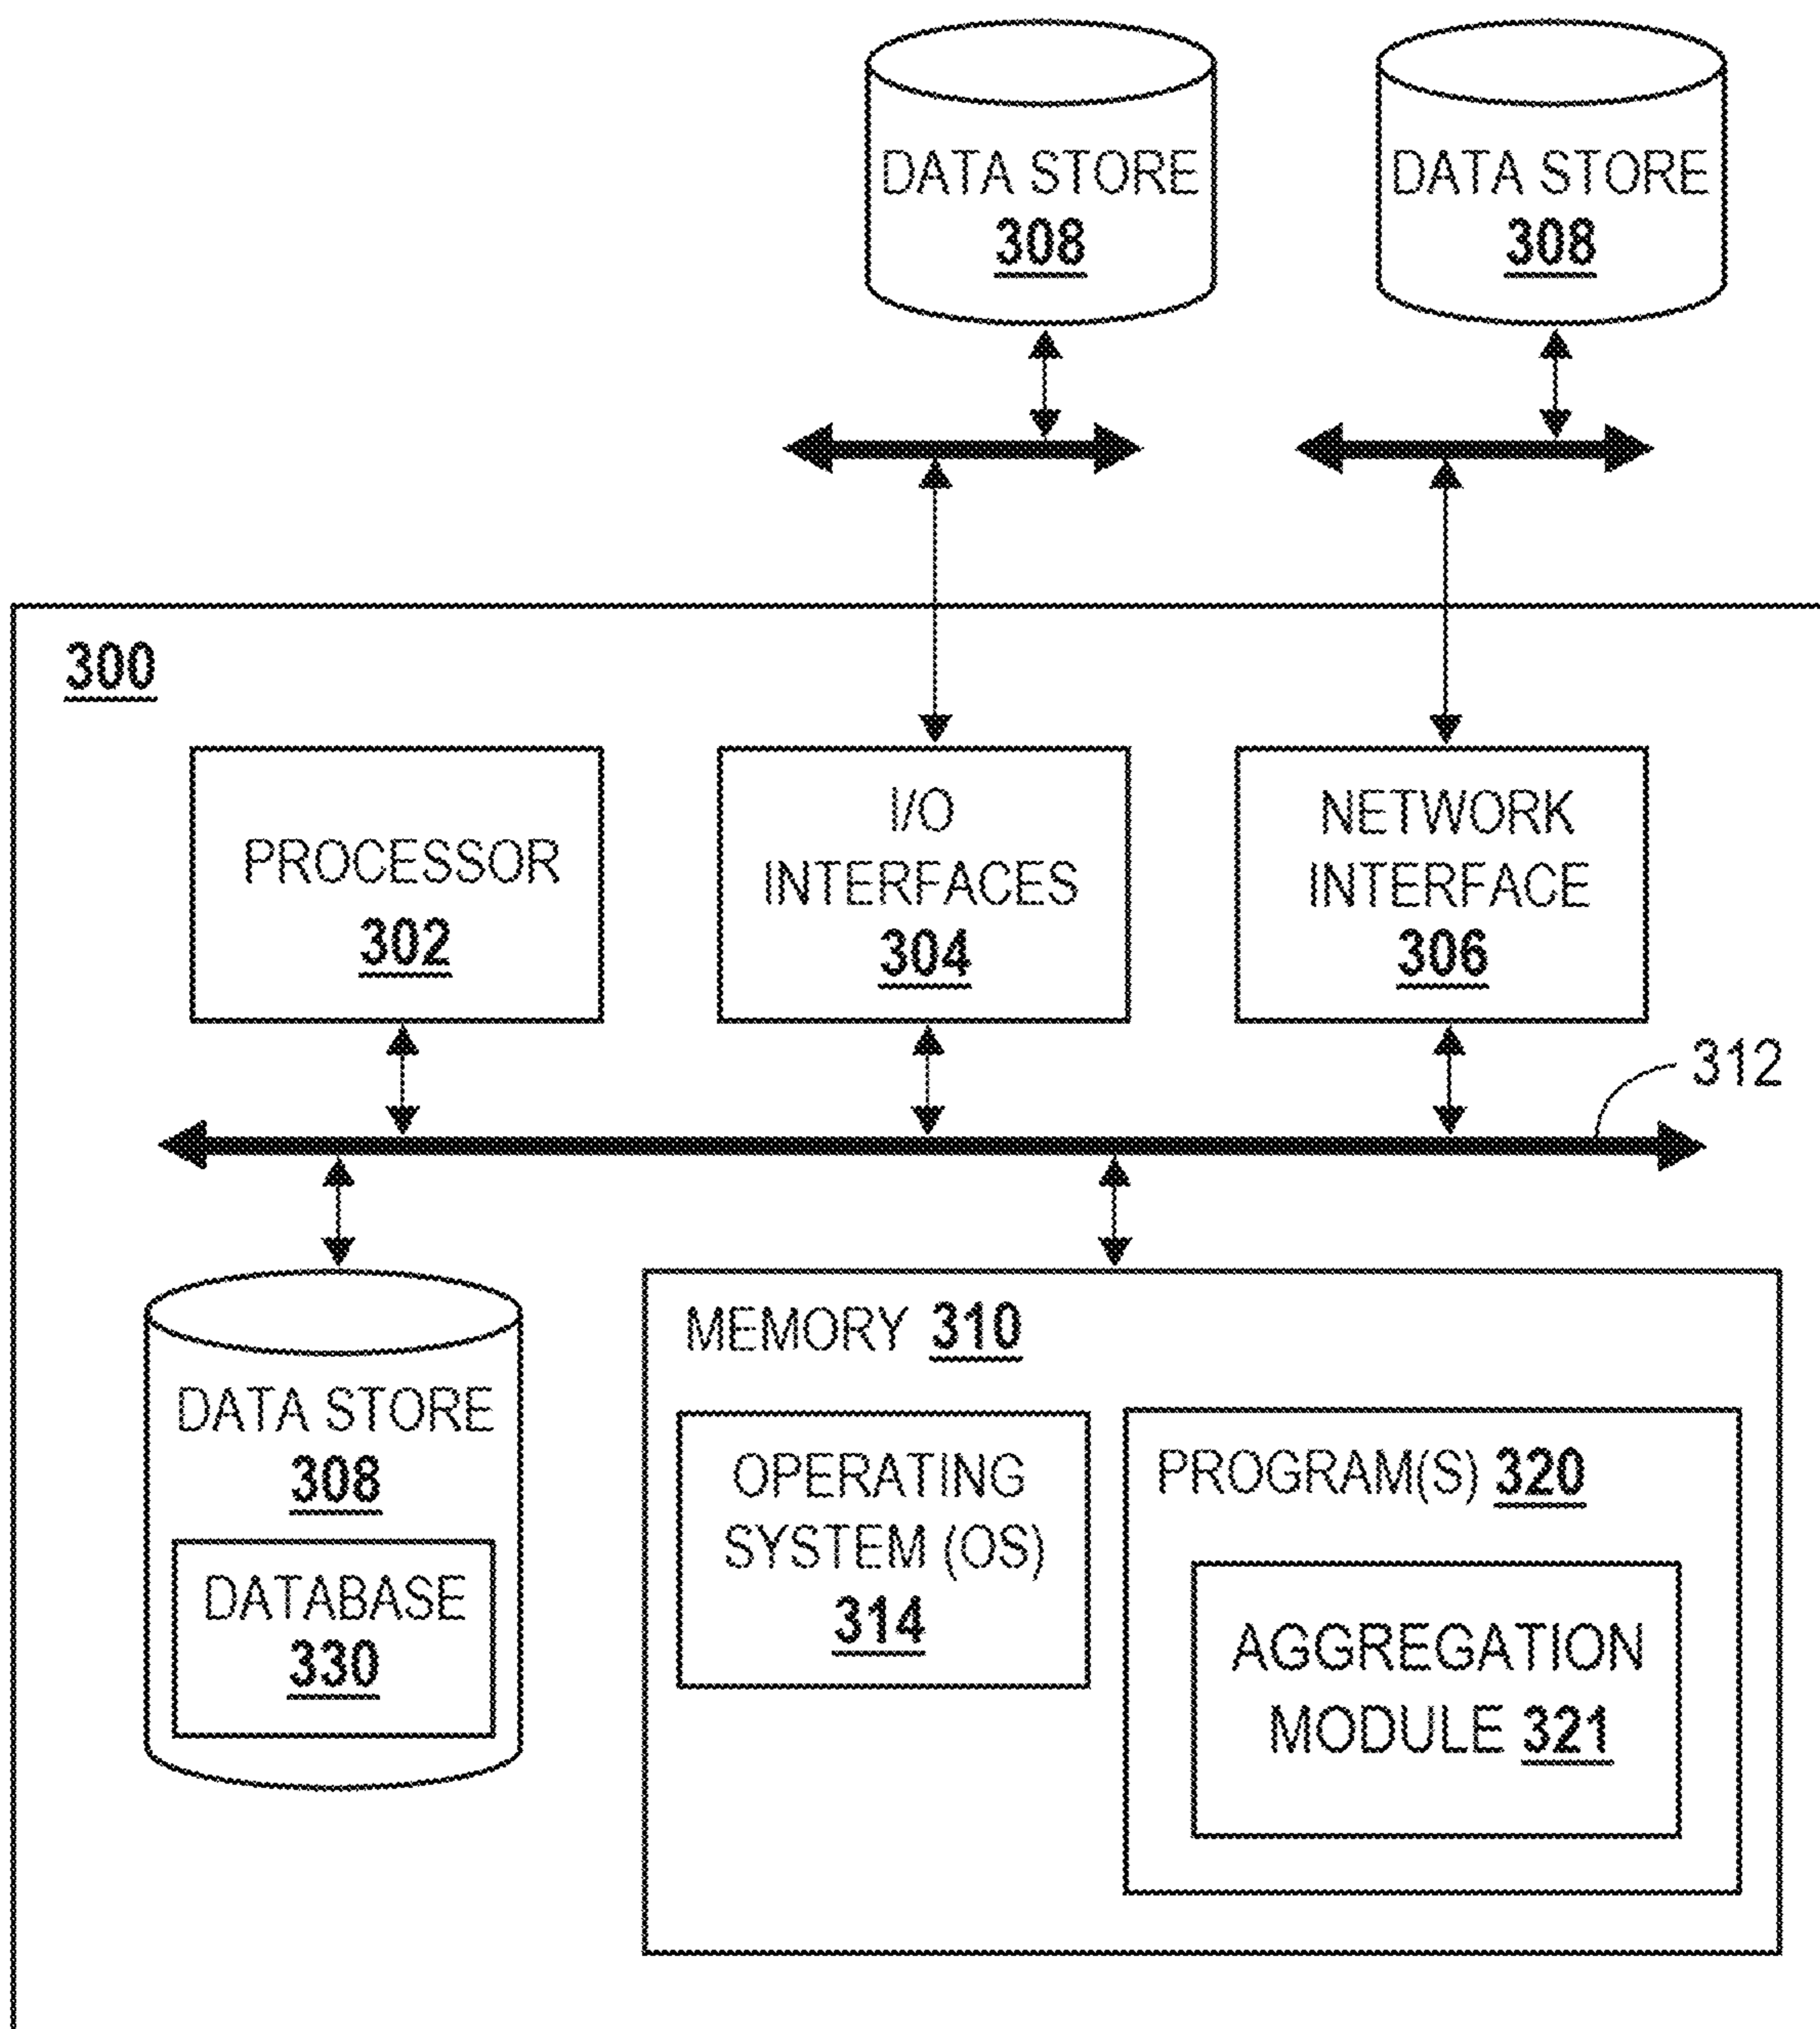 DATA STORE
308
DATA STORE
308
300
PROCESSOR
302
I/O
INTERFACES
304
NETWORK
INTERFACE
306
312
DATA STORE
308
DATABASE
330
MEMORY 310
OPERATING
SYSTEM (OS)
314
PROGRAM(S) 320
AGGREGATION
MODULE 321